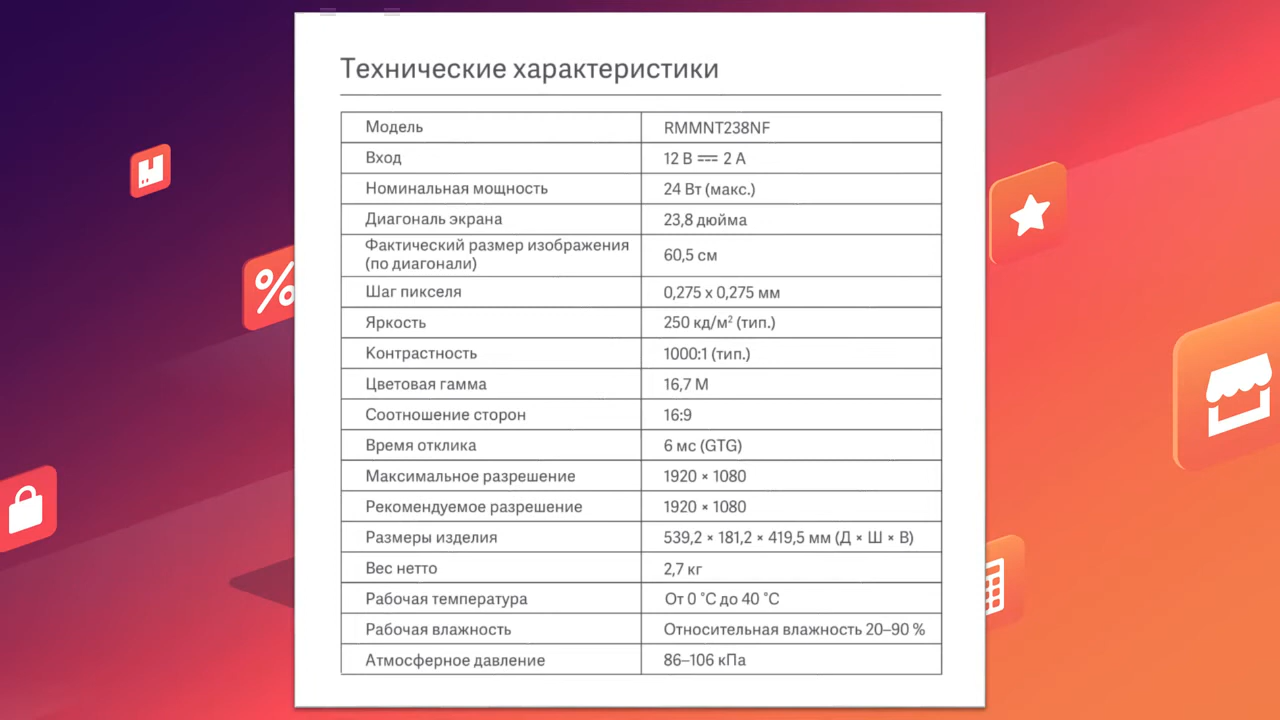 Технические характеристики
Модель RMMNT238NF
Вход 12 В ⎓ 2 А
Номинальная мощность 24 Вт (макс.)
Диагональ экрана 23,8 дюйма
Фактический размер изображения
(по диагонали) 60,5 см
Шаг пикселя 0,275 x 0,275 мм
Яркость 250 кд/м² (тип.)
Контрастность 1000:1 (тип.)
Цветовая гамма 16,7 M
Соотношение сторон 16:9
Время отклика 6 мс (GTG)
Максимальное разрешение 1920 × 1080
Рекомендуемое разрешение 1920 × 1080
Размеры изделия 539,2 × 181,2 × 419,5 мм (Д × Ш × В)
Вес нетто 2,7 кг
Рабочая температура От 0 °C до 40 °C
Рабочая влажность Относительная влажность 20–90 %
Атмосферное давление 86–106 кПа
%